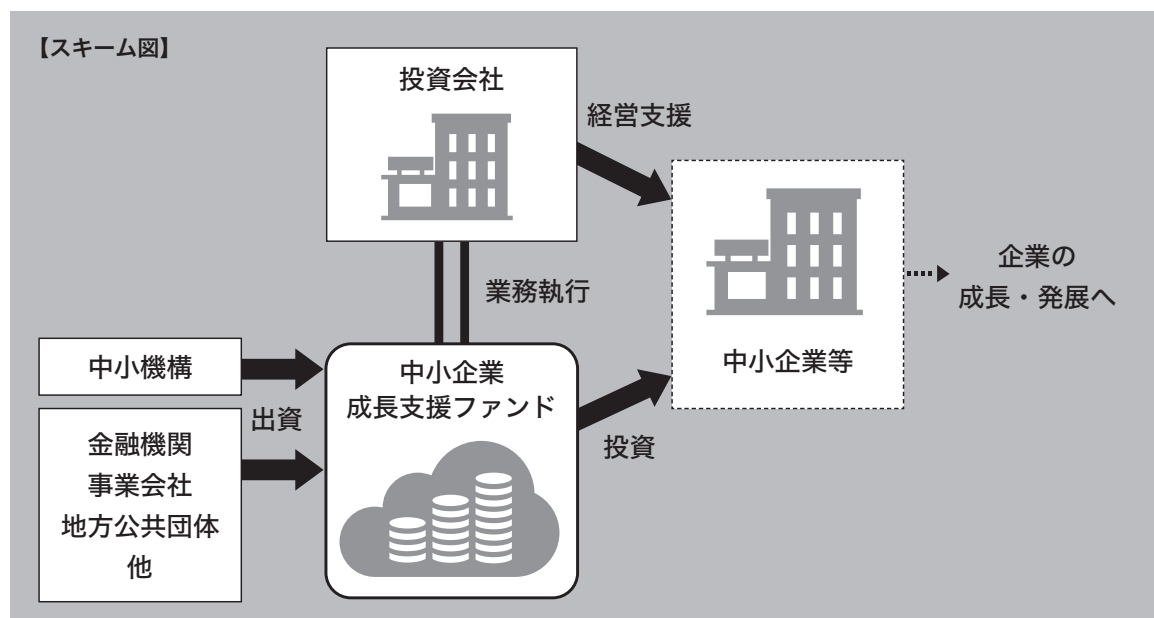 【スキーム図】
投資会社
経営支援
業務執行
中小機構
出資
金融機関
事業会社
地方公共団体
他
中小企業
成長支援ファンド
投資
中小企業等
企業の
成長・発展へ